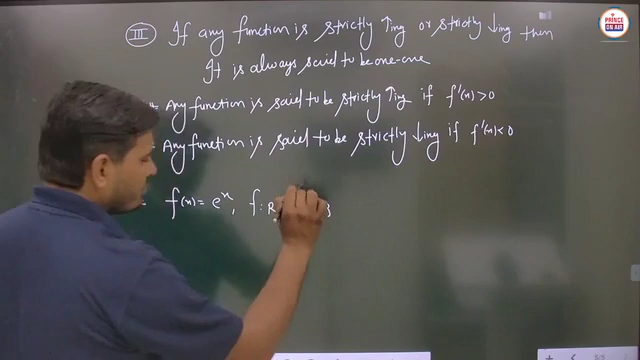 PRINCE
ON AIR
III If any function is strictly ↑ing or strictly ↓ing then
It is always said to be one-one
Any function is said to be strictly ↑ing if f'(x)>0
Any function is said to be strictly ↓ing if f'(x)<0
f(x)= e^x, f: R